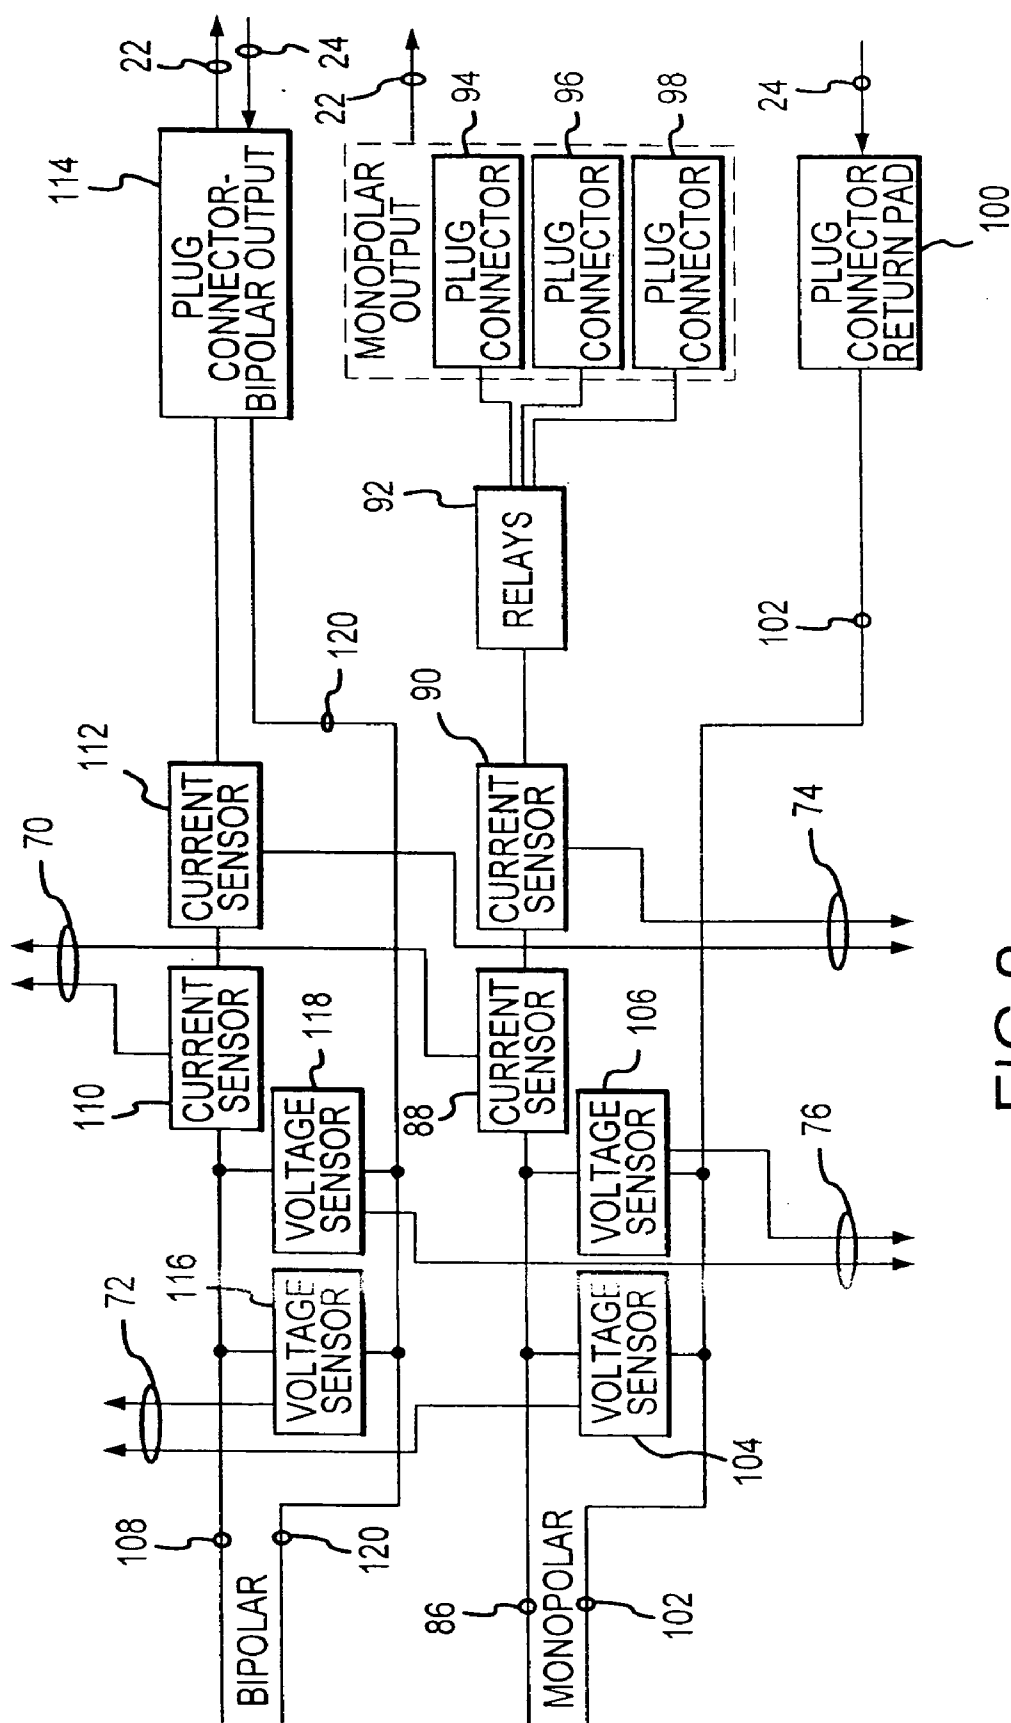 70
72
110
112
114
22
108
116
CURRENT
SENSOR
CURRENT
SENSOR
PLUG
CONNECTOR-
BIPOLAR OUTPUT
BIPOLAR
VOLTAGE
SENSOR
VOLTAGE
SENSOR
118
120
24
120
22
88
90
92
MONOPOLAR
OUTPUT
86
CURRENT
SENSOR
CURRENT
SENSOR
RELAYS
PLUG
CONNECTOR
94
MONOPOLAR
PLUG
CONNECTOR
96
VOLTAGE
SENSOR
VOLTAGE
SENSOR
106
PLUG
CONNECTOR
98
102
104
102
24
76
74
PLUG
CONNECTOR
RETURN PAD
100
FIG.